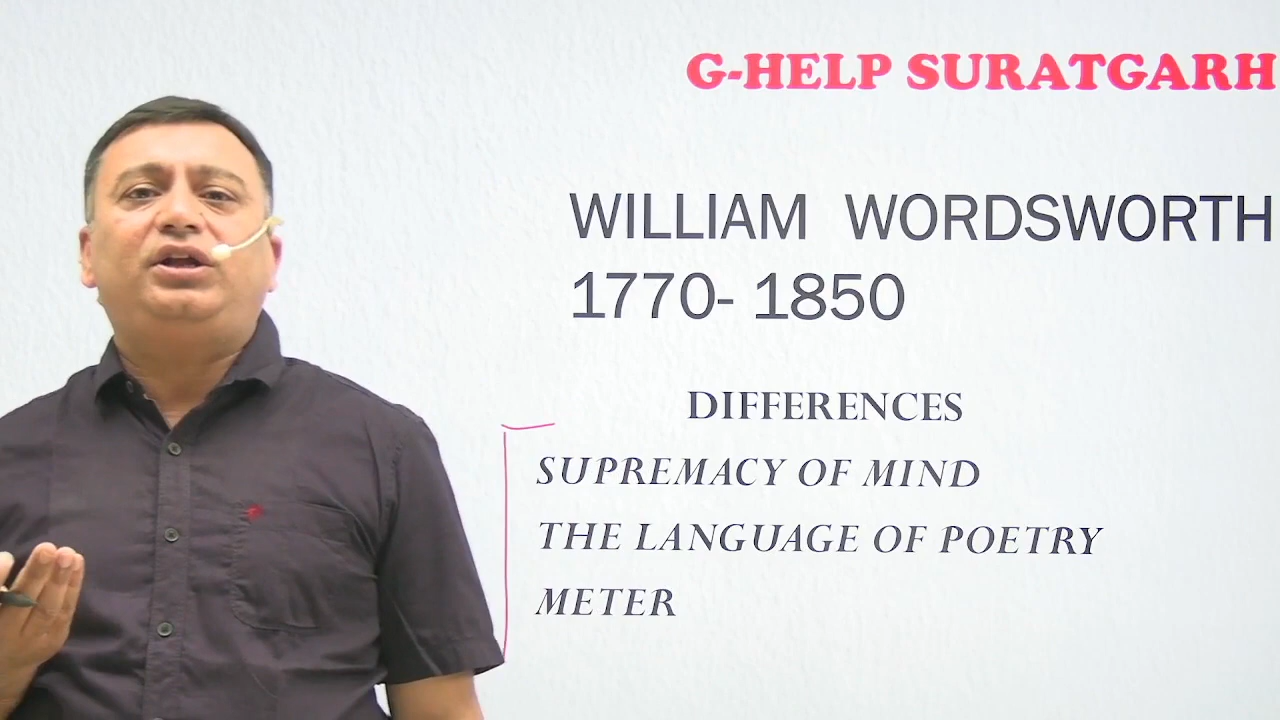 G-HELP SURATGARH
WILLIAM WORDSWORTH
1770- 1850
DIFFERENCES
SUPREMACY OF MIND
THE LANGUAGE OF POETRY
METER